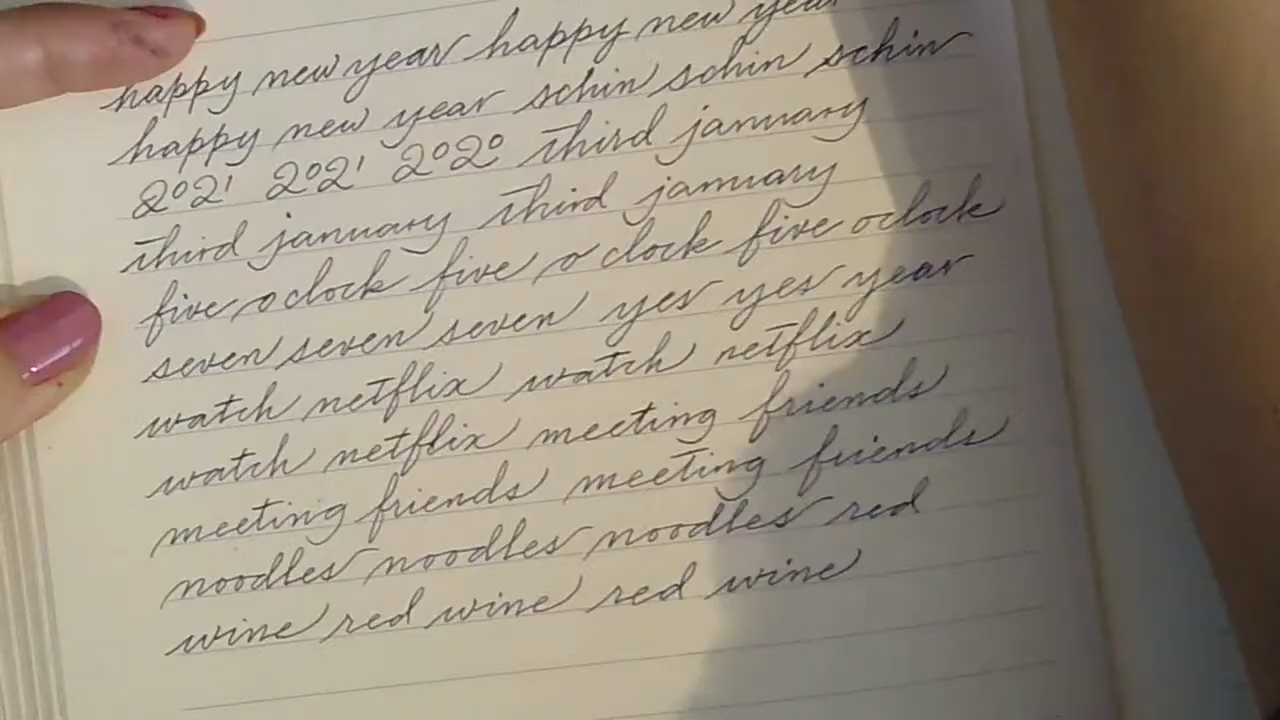 happy new year happy new year
happy new year schin schin schin
2021 2021 2020 third january
third january third january
five oclock five o clock five oclock
seven seven seven yes yes year
watch netflix watch netflix
watch netflix meeting friends
meeting friends meeting friends
noodles noodles noodles red
wine red wine red wine